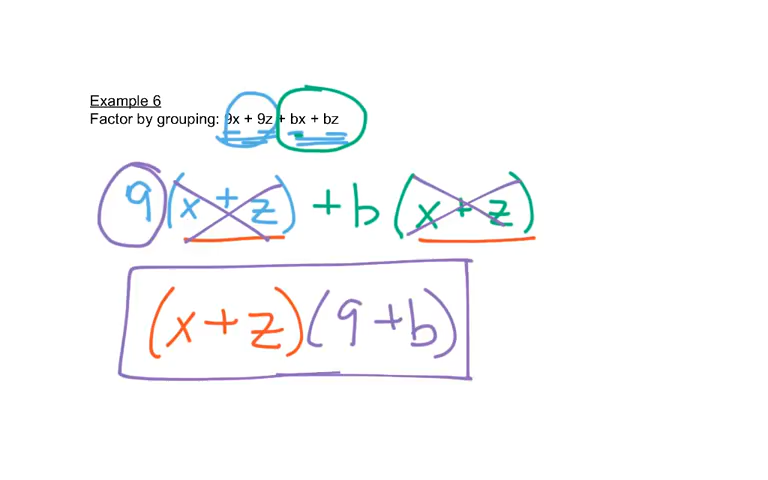 Example 6
Factor by grouping: 9x + 9z + bx + bz
9(x + z) + b(x + z)
(x + z)(9 + b)